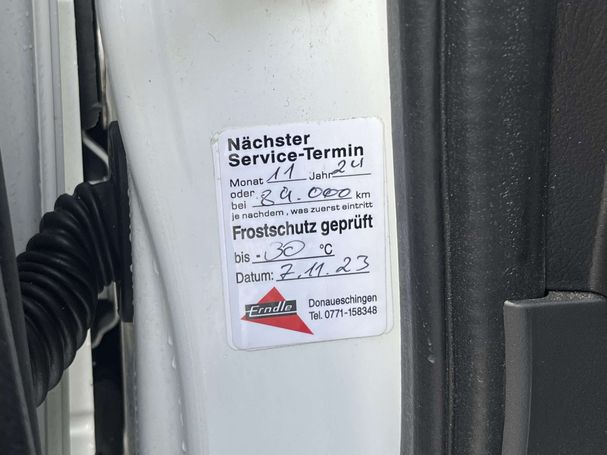 Nächster
Service-Termin
Monat 11 Jahr 24
oder
bei 84.000 km
je nachdem, was zuerst eintritt
Frostschutz geprüft
bis -30 °C
Datum: 7.11.23
Erndle
Donaueschingen
Tel. 0771-158348